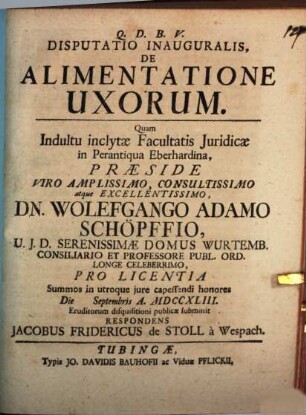 Q. D. B. V.
DISPUTATIO INAUGURALIS,
DE
ALIMENTATIONE
UXORUM.
Quam
Indultu inclytæ Facultatis Juridicæ
in Perantiqua Eberhardina,
PRÆSIDE
VIRO AMPLISSIMO, CONSULTISSIMO
atque EXCELLENTISSIMO,
DN. WOLEFGANGO ADAMO
SCHÖPFFIO,
U. J. D. SERENISSIMÆ DOMUS WURTEMB.
CONSILIARIO ET PROFESSORE PUBL. ORD.
LONGE CELEBERRIMO,
PRO LICENTIA
Summos in utroque jure capessendi honores
Die Septembris A. MDCCXLIII.
Eruditorum disquisitioni publicæ submittit
RESPONDENS
JACOBUS FRIDERICUS de STOLL à Wespach.
TUBINGÆ,
Typis JO. DAVIDIS BAUHOFII ac Viduæ PFLICKII,